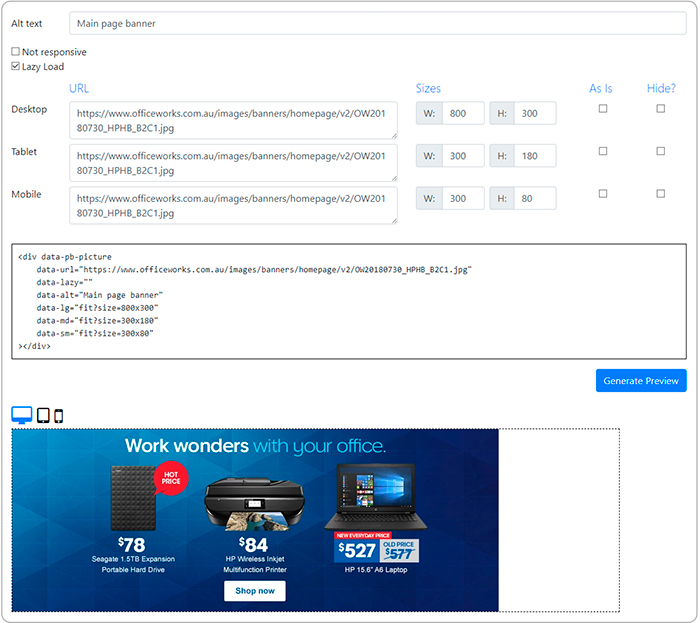 Alt text
Main page banner
Not responsive
Lazy Load
URL Sizes As Is Hide?
Desktop
https://www.officeworks.com.au/images/banners/homepage/v2/OW201
80730_HPHB_B2C1.jpg
W: 800 H: 300
Tablet
https://www.officeworks.com.au/images/banners/homepage/v2/OW201
80730_HPHB_B2C1.jpg
W: 300 H: 180
Mobile
https://www.officeworks.com.au/images/banners/homepage/v2/OW201
80730_HPHB_B2C1.jpg
W: 300 H: 80
<div data-pb-picture
data-url="https://www.officeworks.com.au/images/banners/homepage/v2/OW20180730_HPHB_B2C1.jpg"
data-lazy=""
data-alt="Main page banner"
data-lg="fit?size=800x300"
data-md="fit?size=300x180"
data-sm="fit?size=300x80"
></div>
Generate Preview
Work wonders with your office.
HOT
PRICE
$78
Seagate 1.5TB Expansion
Portable Hard Drive
$84
HP Wireless Inkjet
Multifunction Printer
NEW EVERYDAY PRICE
$527
OLD PRICE
$577
HP 15.6" A6 Laptop
Shop now